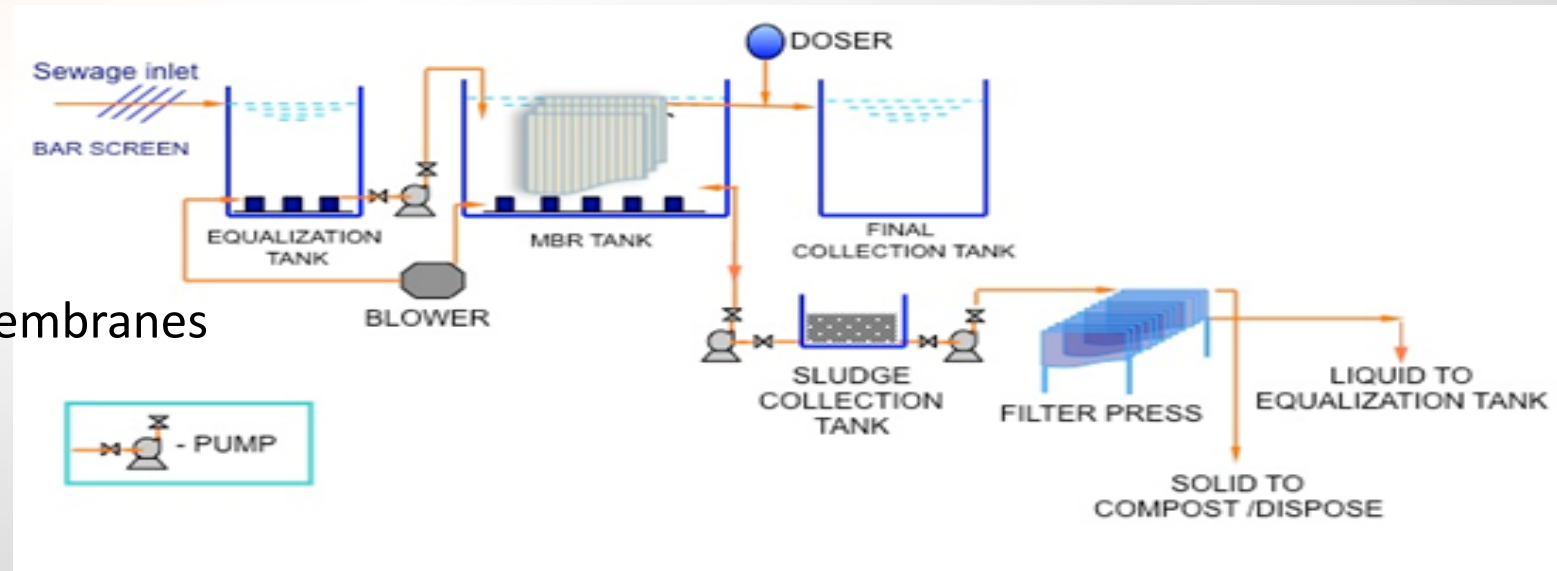 DOSER
Sewage inlet
BAR SCREEN
EQUALIZATION
TANK
MBR TANK
FINAL
COLLECTION TANK
BLOWER
embranes
SLUDGE
COLLECTION
TANK
FILTER PRESS
LIQUID TO
EQUALIZATION TANK
- PUMP
SOLID TO
COMPOST /DISPOSE